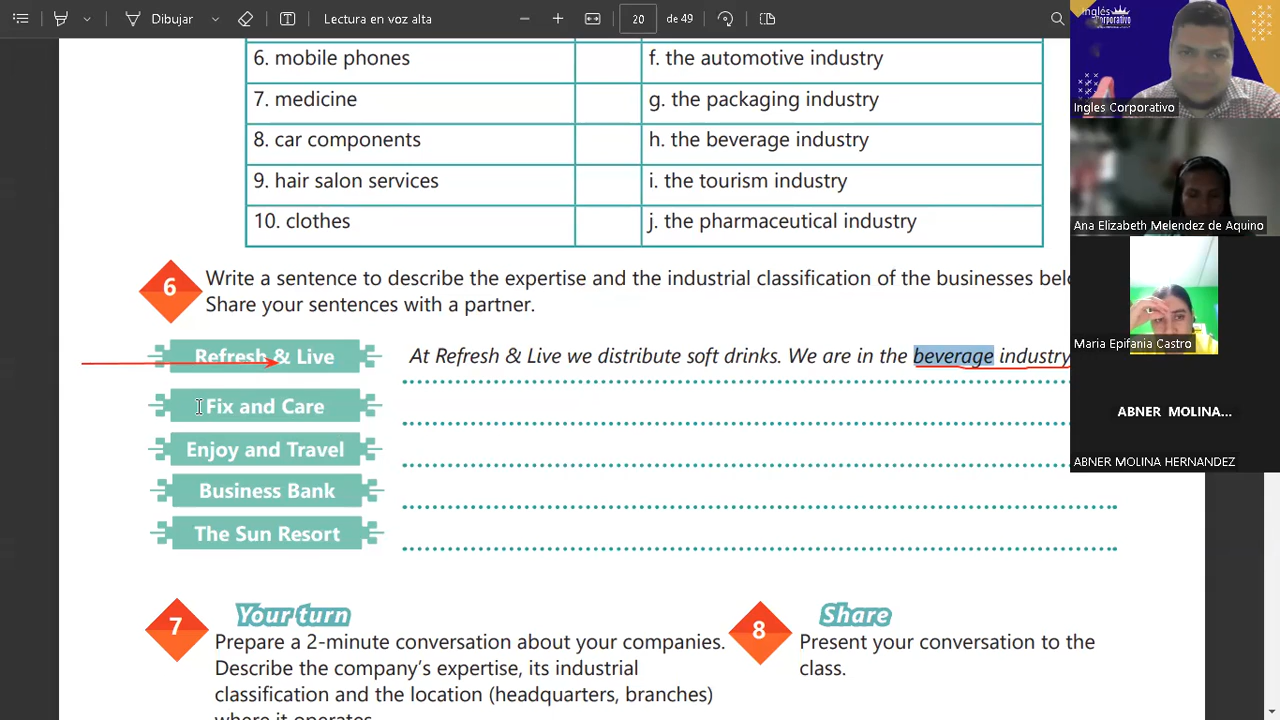 Dibujar
Lectura en voz alta
20
de 49
Inglés
Corporativo
6. mobile phones
f. the automotive industry
7. medicine
g. the packaging industry
8. car components
h. the beverage industry
9. hair salon services
i. the tourism industry
10. clothes
j. the pharmaceutical industry
Ingles Corporativo
Ana Elizabeth Melendez de Aquino
Maria Epifania Castro
ABNER MOLINA...
ABNER MOLINA HERNANDEZ
6
Write a sentence to describe the expertise and the industrial classification of the businesses belo
Share your sentences with a partner.
Refresh & Live
At Refresh & Live we distribute soft drinks. We are in the beverage industry
Fix and Care
Enjoy and Travel
Business Bank
The Sun Resort
7
Your turn
Prepare a 2-minute conversation about your companies.
Describe the company's expertise, its industrial
classification and the location (headquarters, branches)
where it operates
8
Share
Present your conversation to the
class.